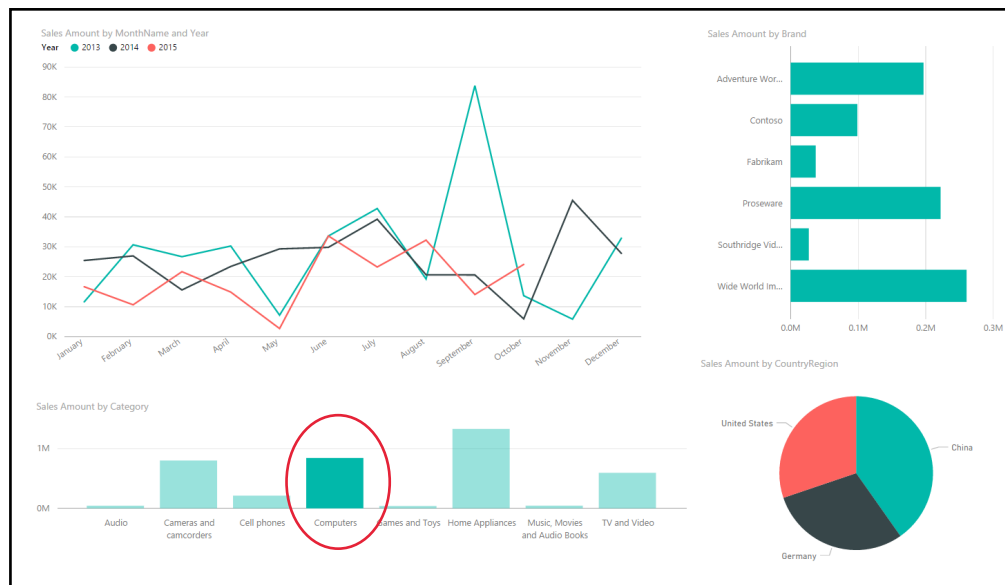 Sales Amount by MonthName and Year
Year 2013 2014 2015
90K
80K
70K
60K
50K
40K
30K
20K
10K
0K
January February March April May June July August September October November December
Sales Amount by Brand
Adventure Wor...
Contoso
Fabrikam
Proseware
Southridge Vid...
Wide World Im...
0.0M 0.1M 0.2M 0.3M
Sales Amount by Category
1M
0M
Audio Cameras and camcorders Cell phones Computers Games and Toys Home Appliances Music, Movies and Audio Books TV and Video
Sales Amount by CountryRegion
United States
China
Germany